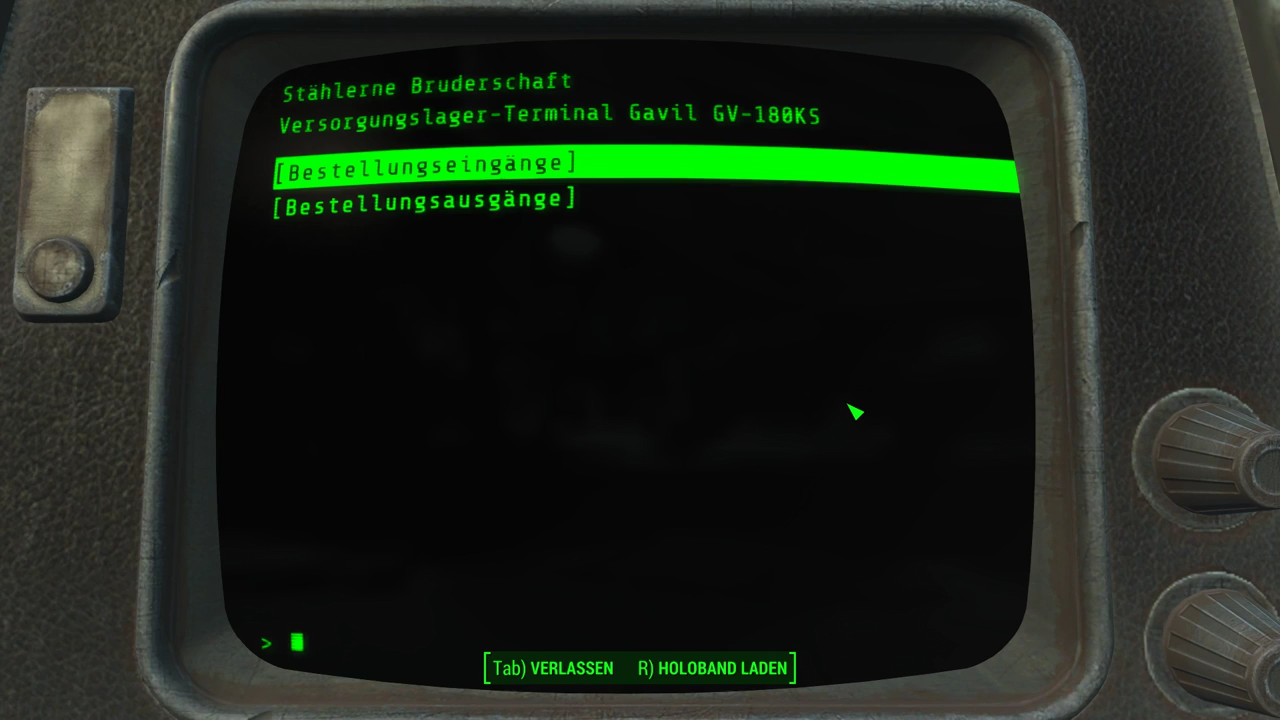 Stählerne Bruderschaft
Versorgungslager-Terminal Gavil GV-180KS
[Bestellungseingänge]
[Bestellungsausgänge]
>
[Tab) VERLASSEN R) HOLOBAND LADEN]